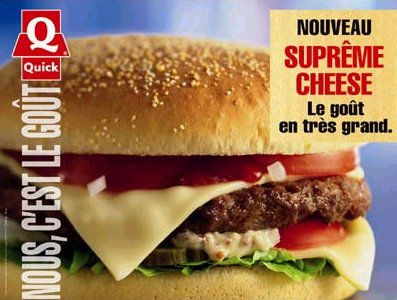 Q
Quick
NOUS, C'EST LE GOÛT
NOUVEAU
SUPRÊME
CHEESE
Le goût
en très grand.